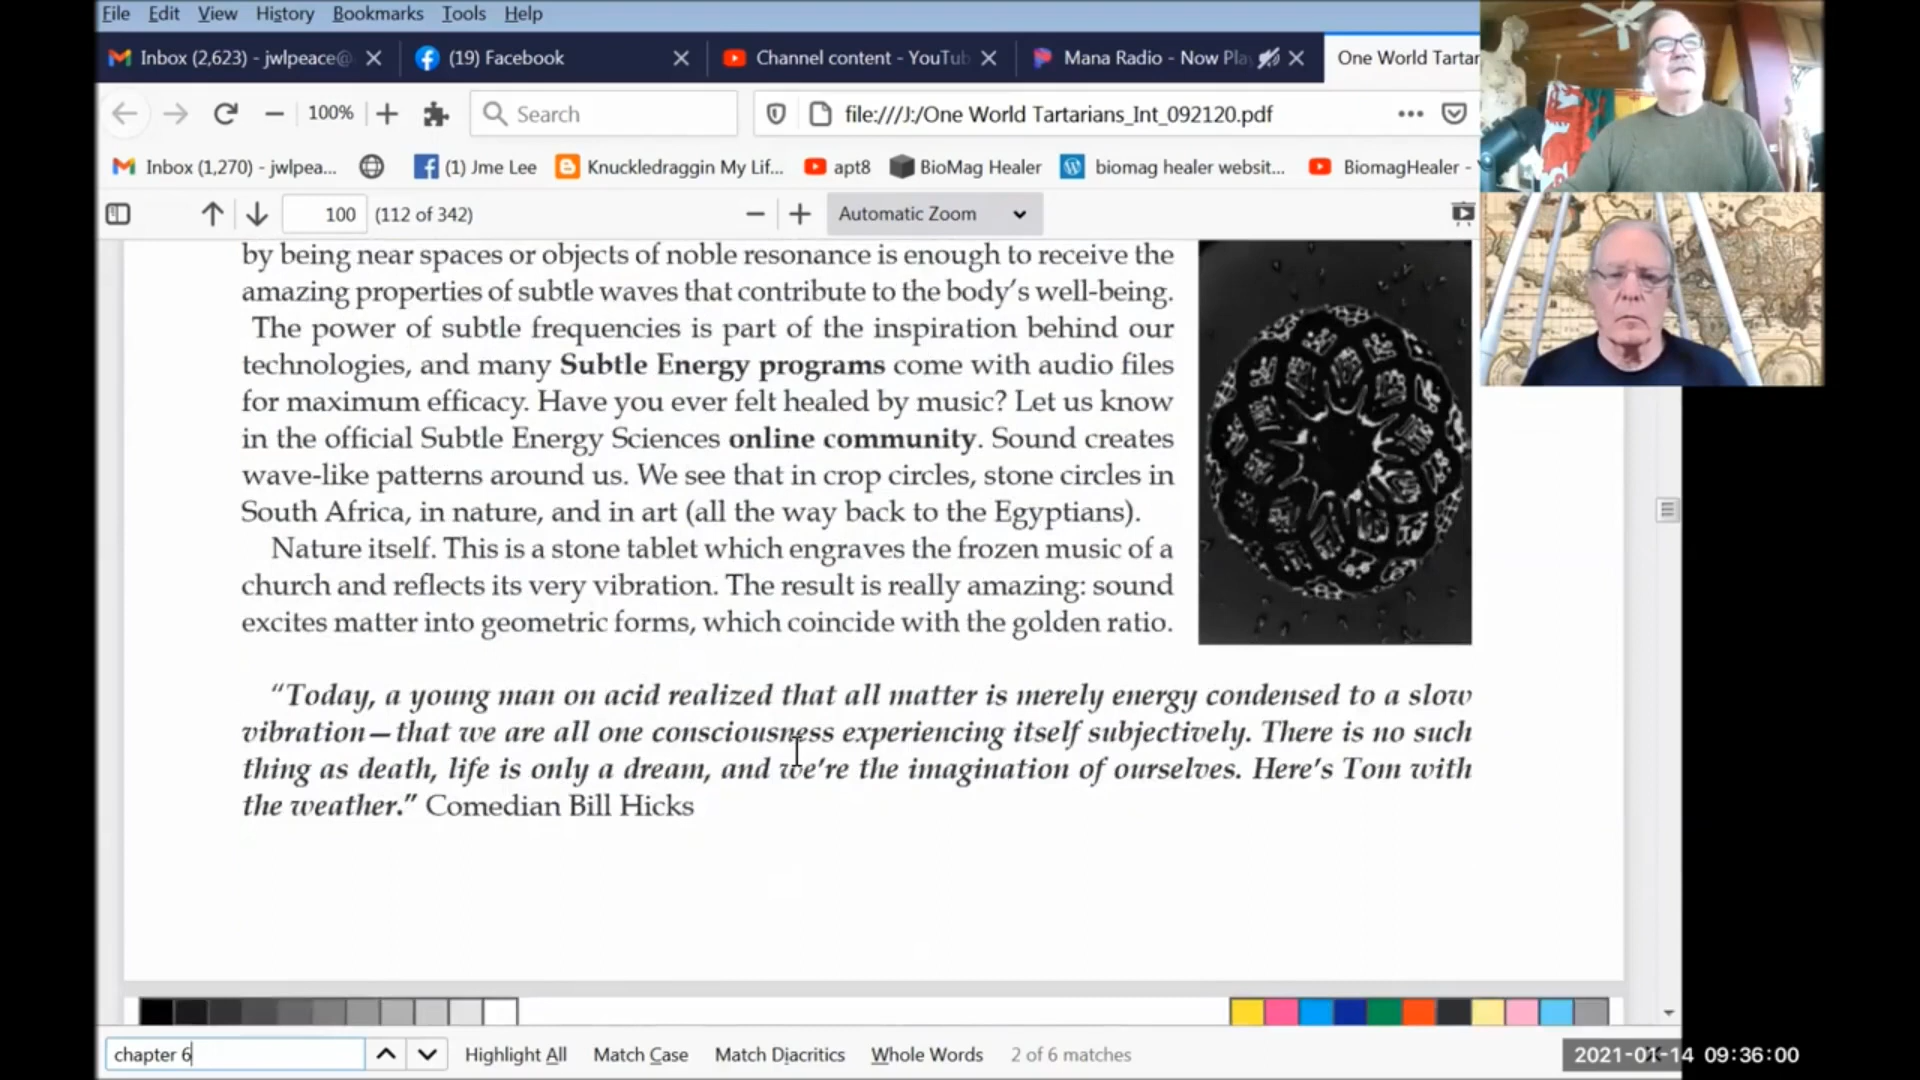 File Edit View History Bookmarks Tools Help
Inbox (2,623) - jwlpeace@
(19) Facebook
Channel content - YouTub
Mana Radio - Now Pla
One World Tartar
100%
Search
file:///J:/One World Tartarians_Int_092120.pdf
Inbox (1,270) - jwlpea...
(1) Jme Lee
Knuckledraggin My Lif...
apt8
BioMag Healer
biomag healer websit...
BiomagHealer -
100 (112 of 342)
Automatic Zoom
by being near spaces or objects of noble resonance is enough to receive the
amazing properties of subtle waves that contribute to the body’s well-being.
The power of subtle frequencies is part of the inspiration behind our
technologies, and many Subtle Energy programs come with audio files
for maximum efficacy. Have you ever felt healed by music? Let us know
in the official Subtle Energy Sciences online community. Sound creates
wave-like patterns around us. We see that in crop circles, stone circles in
South Africa, in nature, and in art (all the way back to the Egyptians).
Nature itself. This is a stone tablet which engraves the frozen music of a
church and reflects its very vibration. The result is really amazing: sound
excites matter into geometric forms, which coincide with the golden ratio.
“Today, a young man on acid realized that all matter is merely energy condensed to a slow
vibration—that we are all one consciousness experiencing itself subjectively. There is no such
thing as death, life is only a dream, and we’re the imagination of ourselves. Here’s Tom with
the weather.” Comedian Bill Hicks
chapter 6
Highlight All Match Case Match Diacritics Whole Words 2 of 6 matches
2021-01-14 09:36:00